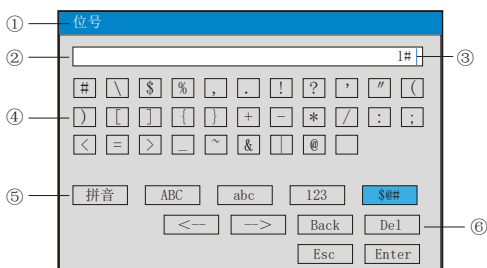 ① 位号
② 1# ③
# \ $ % , . ! ? ’ ″ (
④ ) [ ] { } + - * / : ;
< = > _ ~ & | @
⑤ 拼音 ABC abc 123 $@#
<-- --> Back Del ⑥
Esc Enter